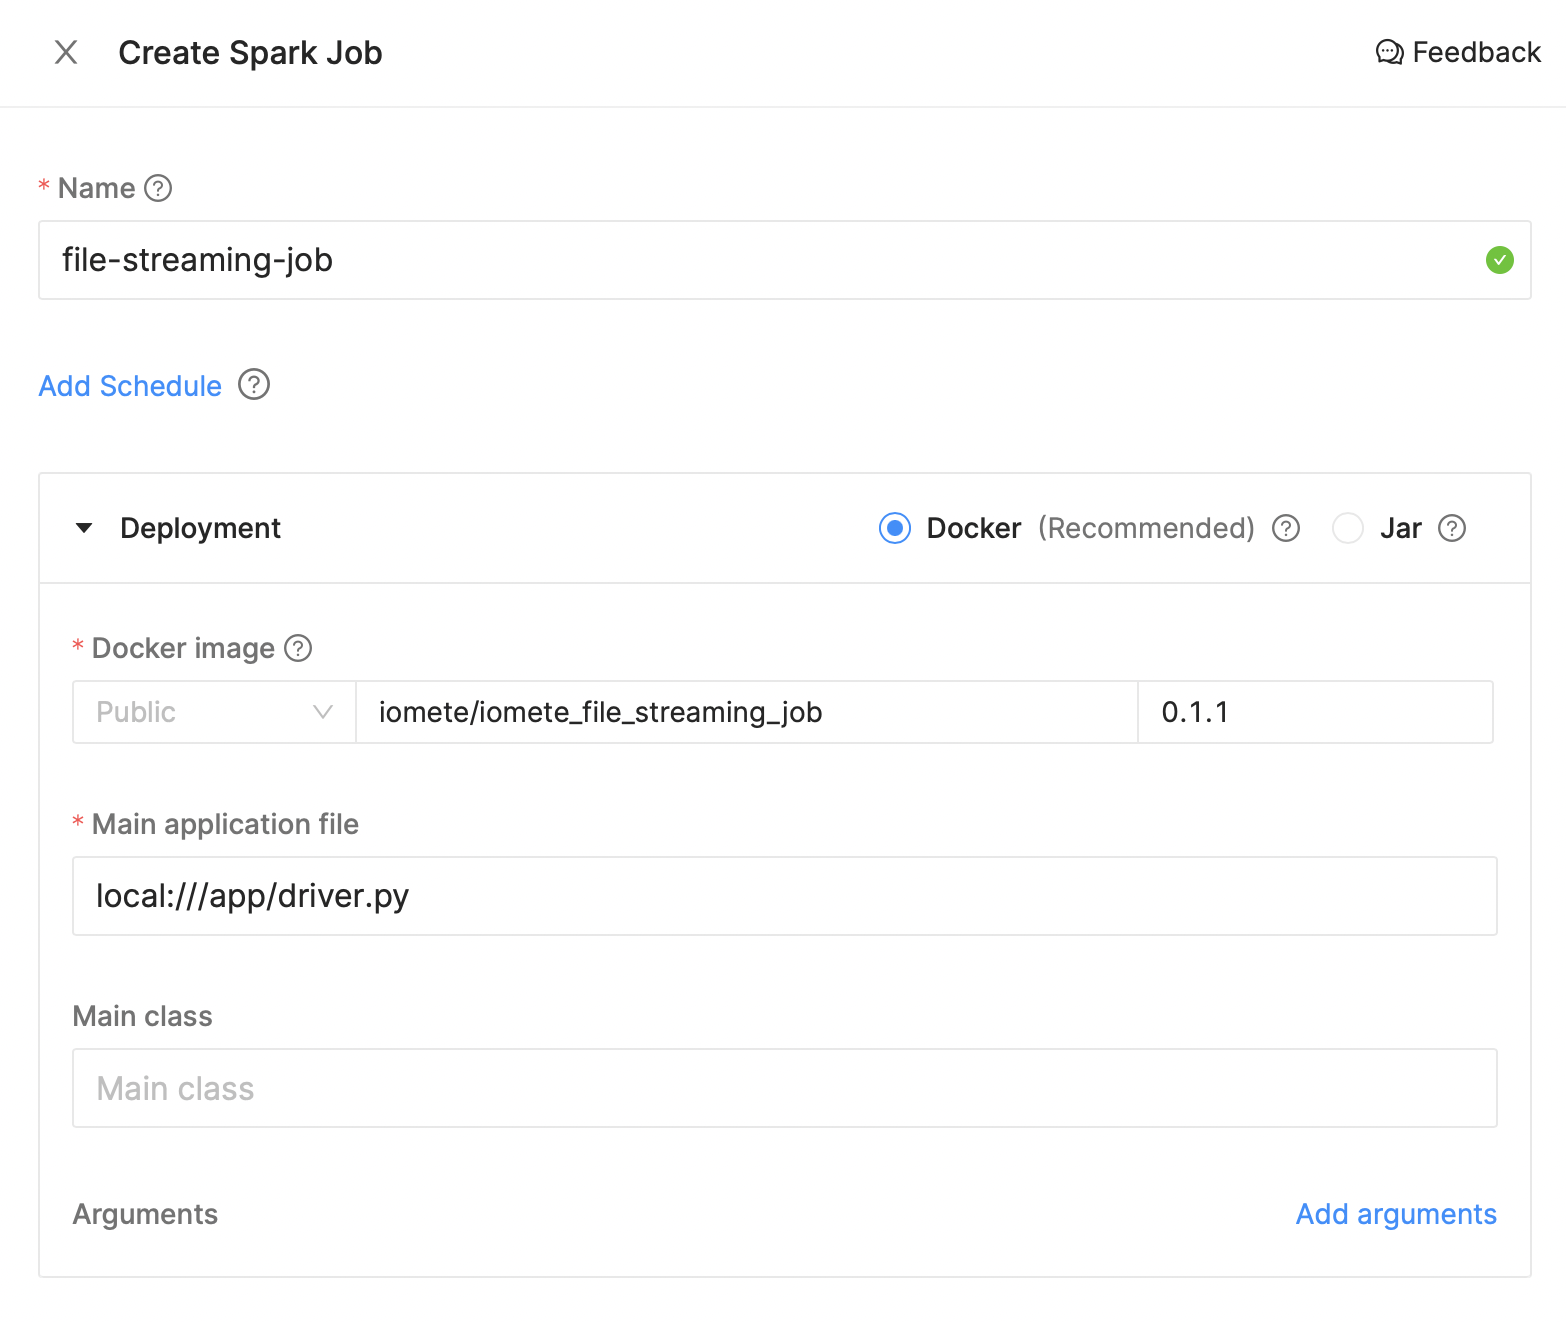 Create Spark Job
Feedback
* Name
file-streaming-job
Add Schedule
Deployment
Docker (Recommended)
Jar
* Docker image
Public
iomete/iomete_file_streaming_job
0.1.1
* Main application file
local:///app/driver.py
Main class
Main class
Arguments
Add arguments